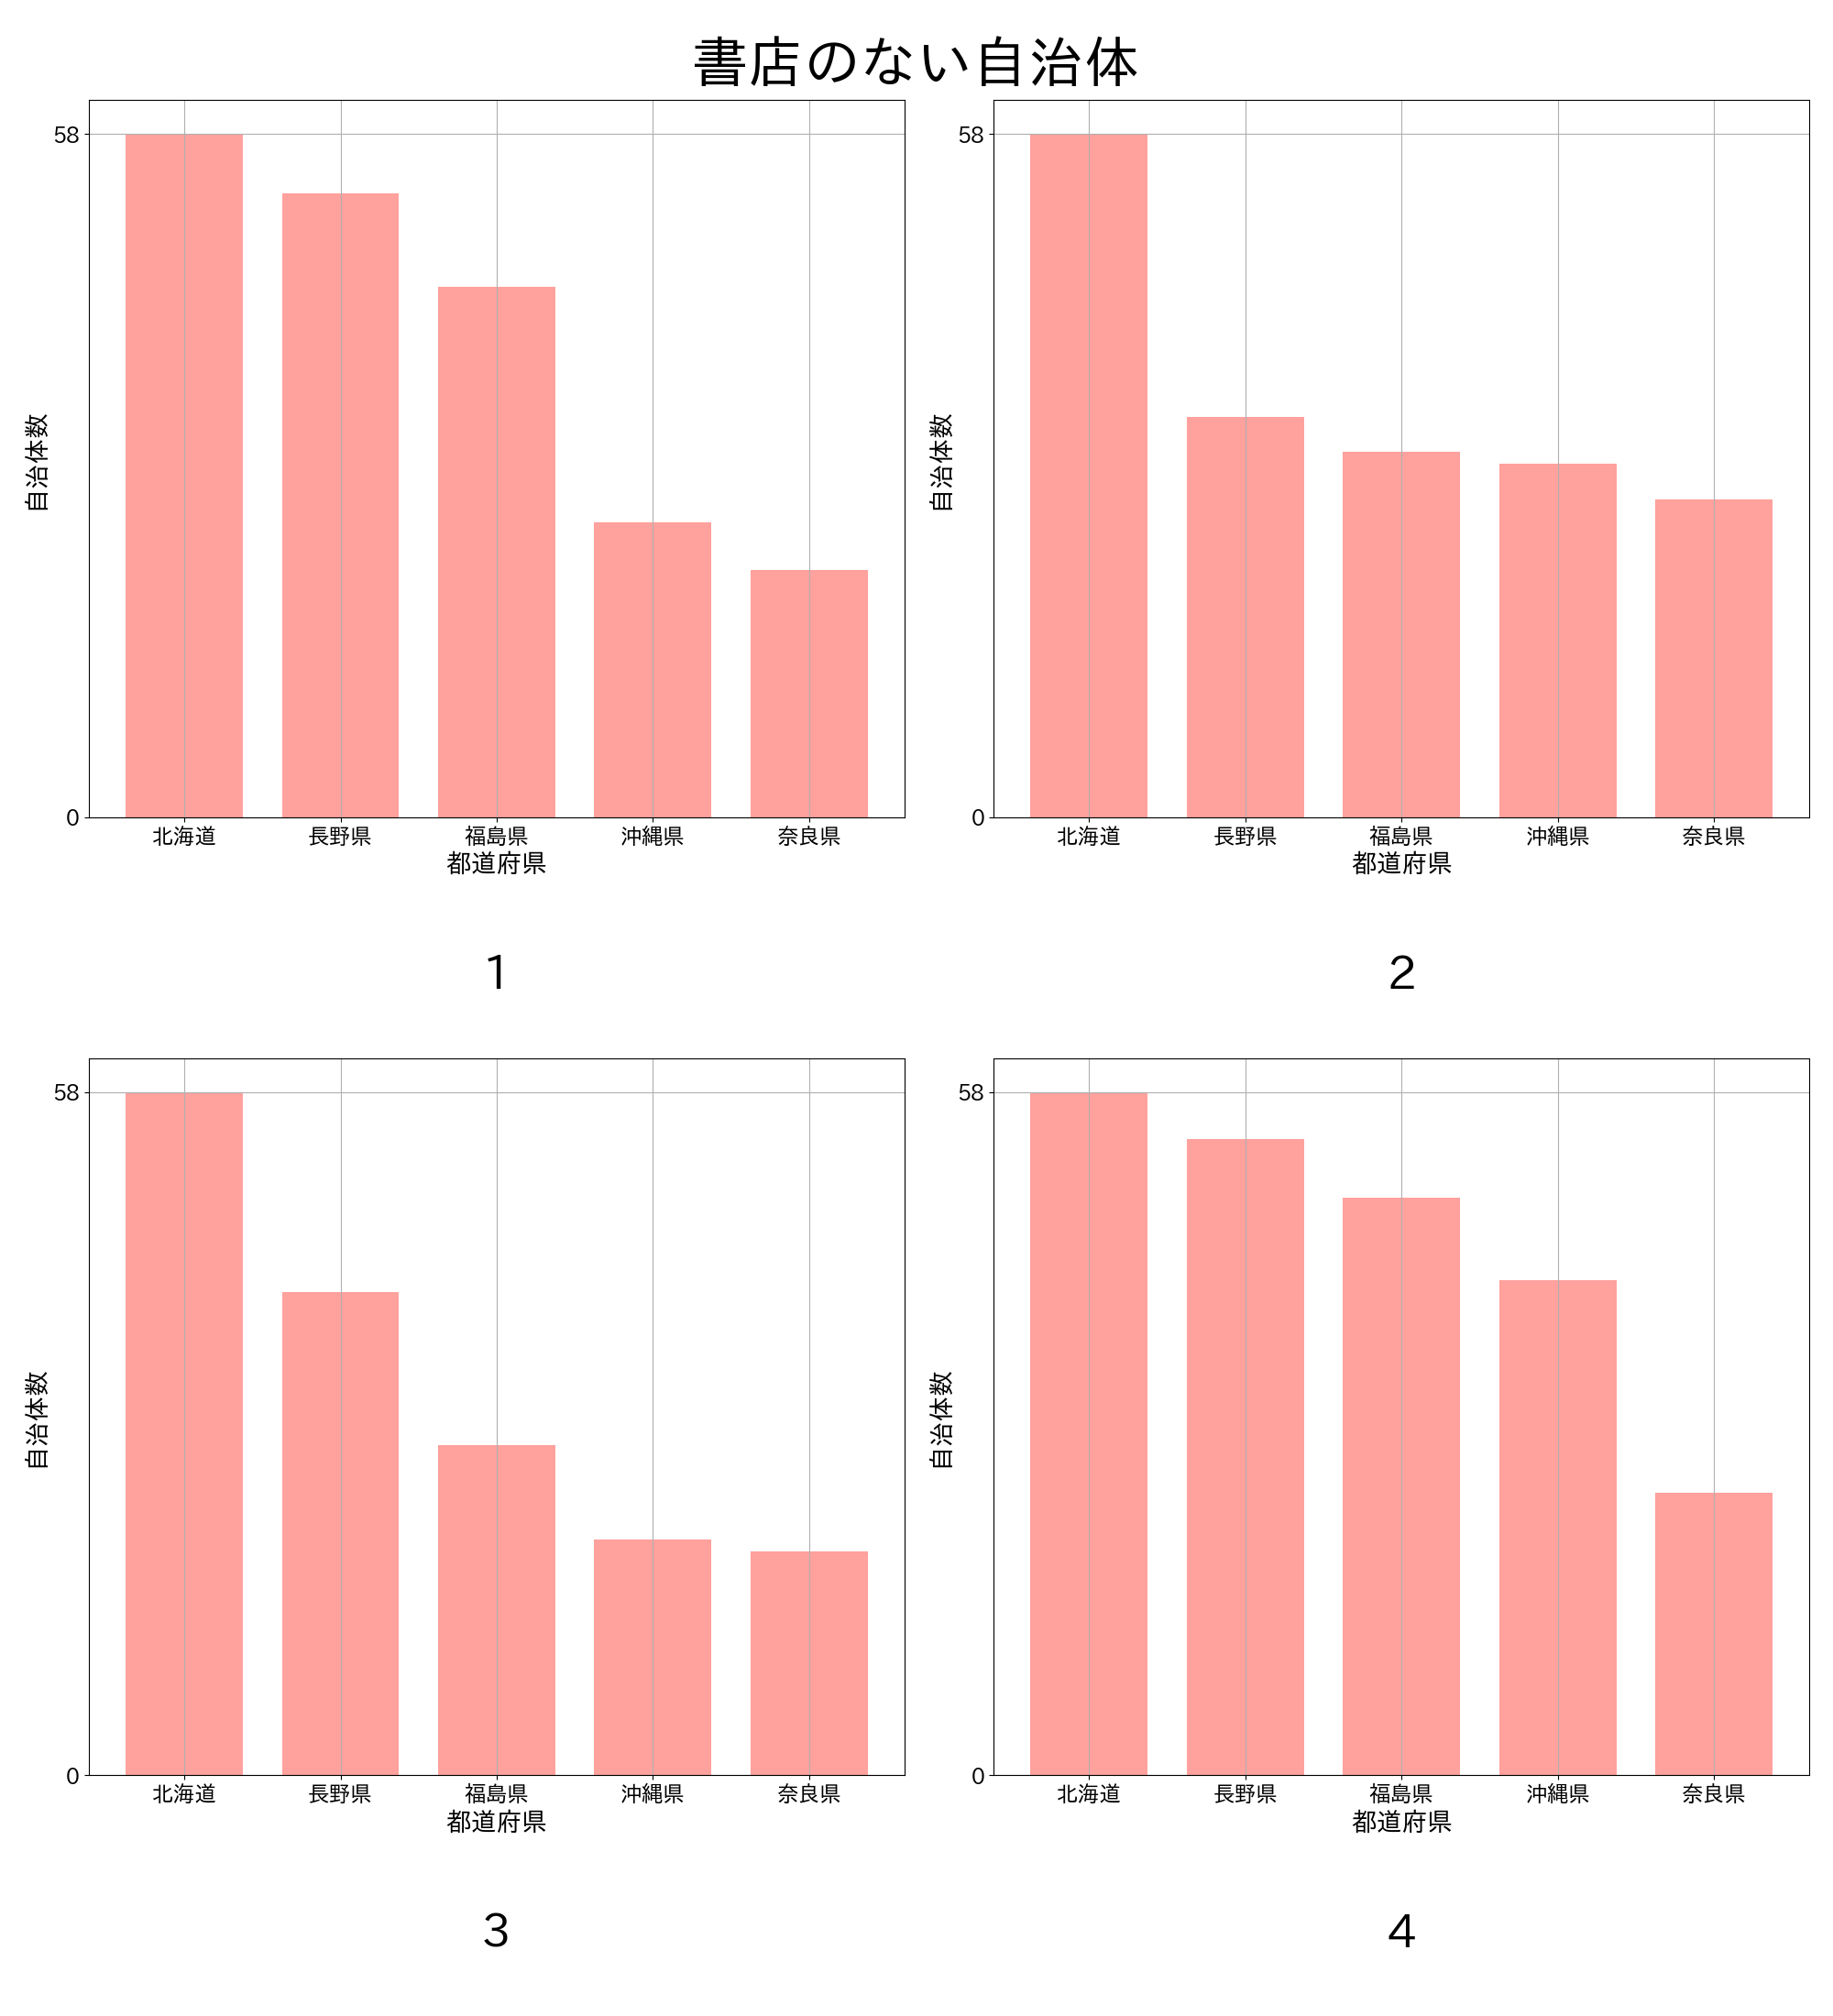 書店のない自治体
58
0
自治体数
北海道 長野県 福島県 沖縄県 奈良県
都道府県
1
58
0
自治体数
北海道 長野県 福島県 沖縄県 奈良県
都道府県
2
58
0
自治体数
北海道 長野県 福島県 沖縄県 奈良県
都道府県
3
58
0
自治体数
北海道 長野県 福島県 沖縄県 奈良県
都道府県
4